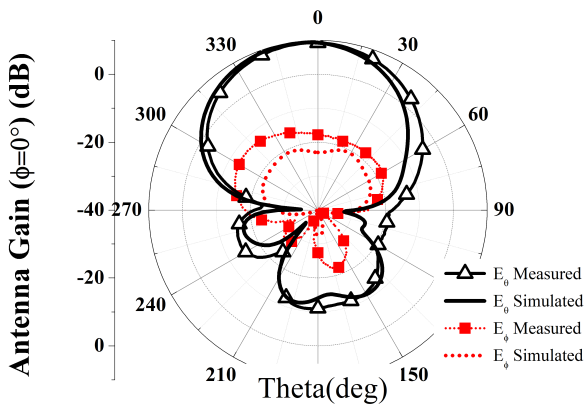 0
330
30
0
300
60
-20
-40
270
90
-20
240
0
210
150
Theta(deg)
Antenna Gain (ϕ=0°) (dB)
E_θ Measured
E_θ Simulated
E_ϕ Measured
E_ϕ Simulated